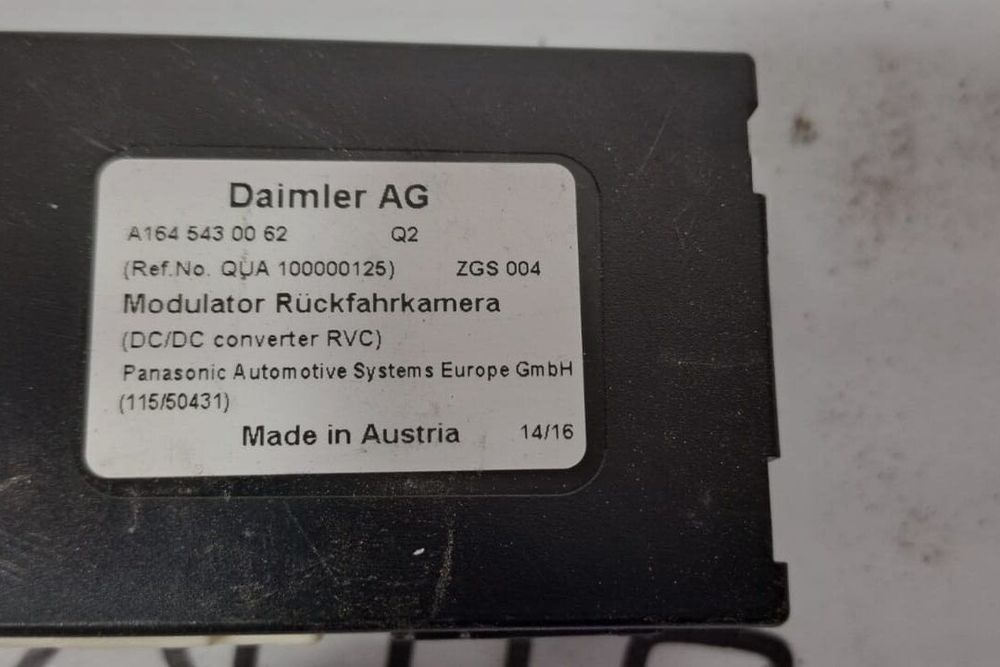 Daimler AG
A164 543 00 62 Q2
(Ref.No. QUA 100000125) ZGS 004
Modulator Rückfahrkamera
(DC/DC converter RVC)
Panasonic Automotive Systems Europe GmbH
(115/50431)
Made in Austria 14/16